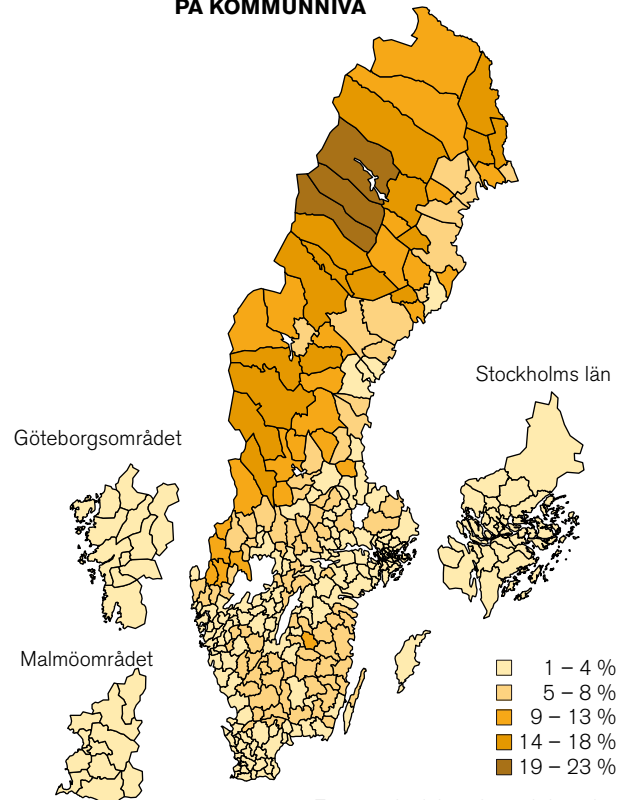 PÅ KOMMUNNIVÅ
Stockholms län
Göteborgsområdet
Malmöområdet
1 – 4 %
5 – 8 %
9 – 13 %
14 – 18 %
19 – 23 %